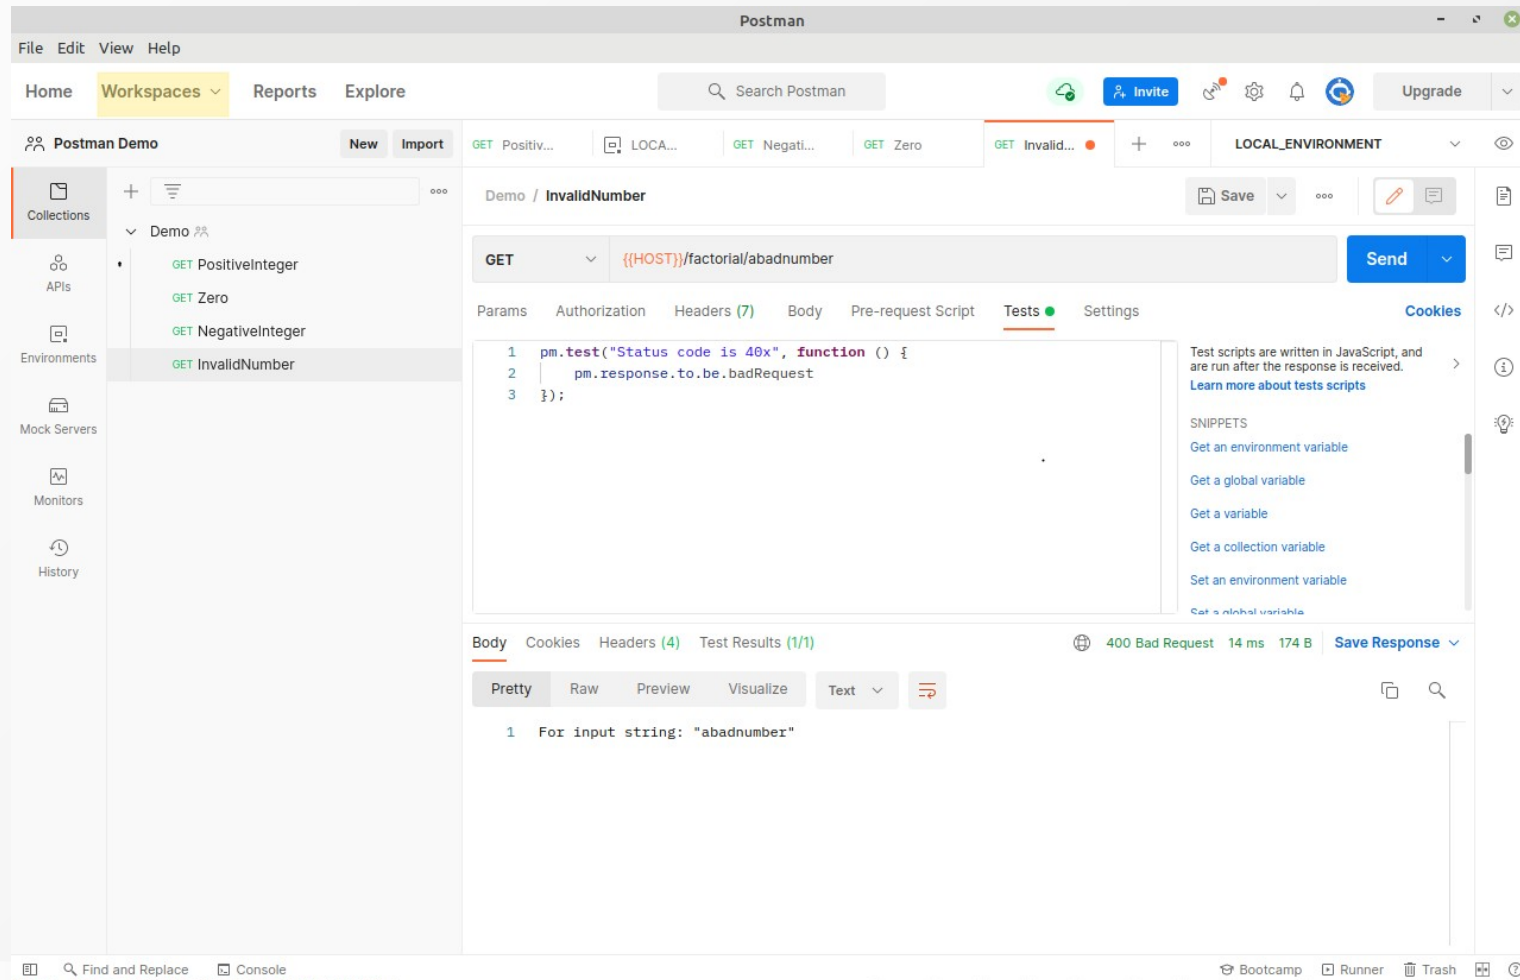 Postman
File Edit View Help
Home Workspaces Reports Explore Search Postman Invite Upgrade
Postman Demo New Import GET Positiv... LOCA... GET Negati... GET Zero GET Invalid... LOCAL_ENVIRONMENT
Collections
APIs
Environments
Mock Servers
Monitors
History
Demo
GET PositiveInteger
GET Zero
GET NegativeInteger
GET InvalidNumber
Demo / InvalidNumber Save
GET {{HOST}}/factorial/abadnumber Send
Params Authorization Headers (7) Body Pre-request Script Tests Settings Cookies
1 pm.test("Status code is 40x", function () {
2 pm.response.to.be.badRequest
3 });
Test scripts are written in JavaScript, and
are run after the response is received.
Learn more about tests scripts
SNIPPETS
Get an environment variable
Get a global variable
Get a variable
Get a collection variable
Set an environment variable
Set a global variable
Body Cookies Headers (4) Test Results (1/1) 400 Bad Request 14 ms 174 B Save Response
Pretty Raw Preview Visualize Text
1 For input string: "abadnumber"
Find and Replace Console Bootcamp Runner Trash